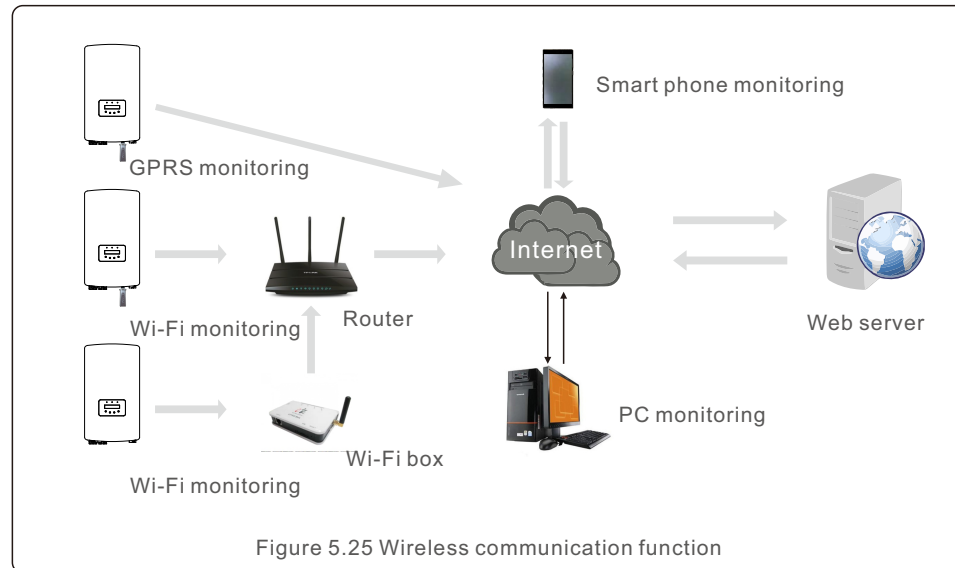 Smart phone monitoring
GPRS monitoring
Internet
Wi-Fi monitoring
Router
Web server
PC monitoring
Wi-Fi box
Wi-Fi monitoring
Figure 5.25 Wireless communication function